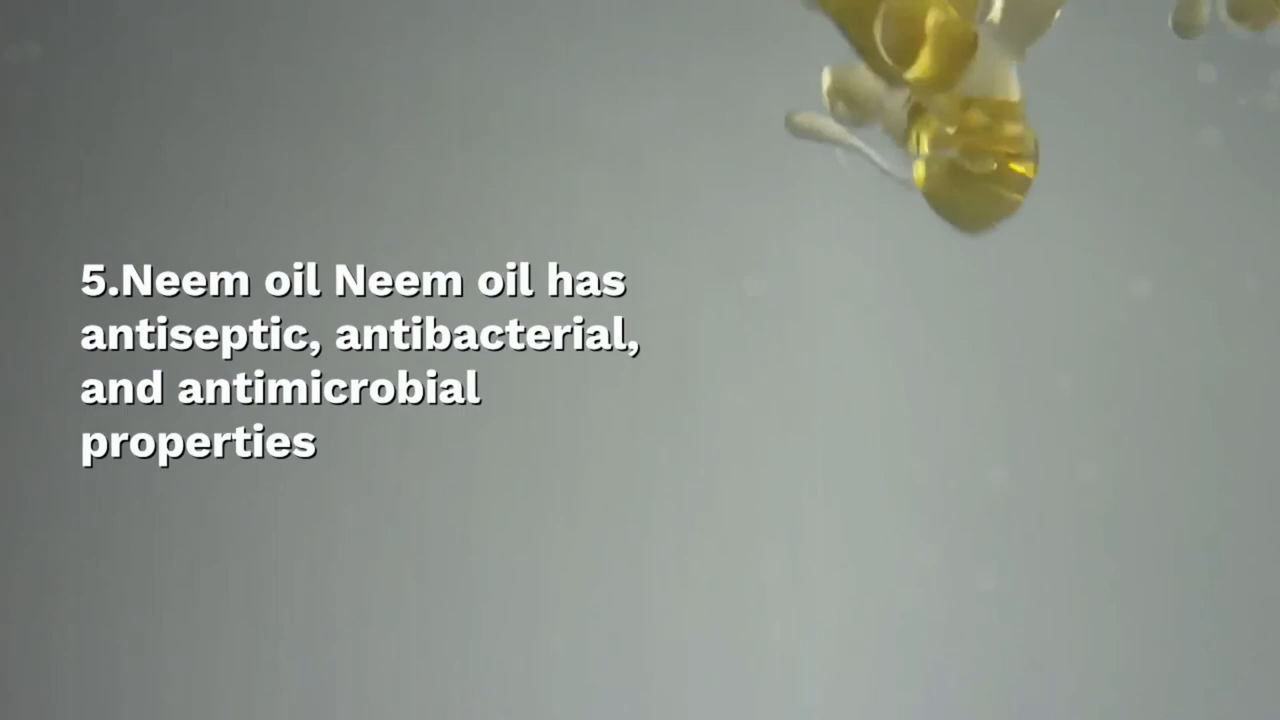 5.Neem oil Neem oil has
antiseptic, antibacterial,
and antimicrobial
properties